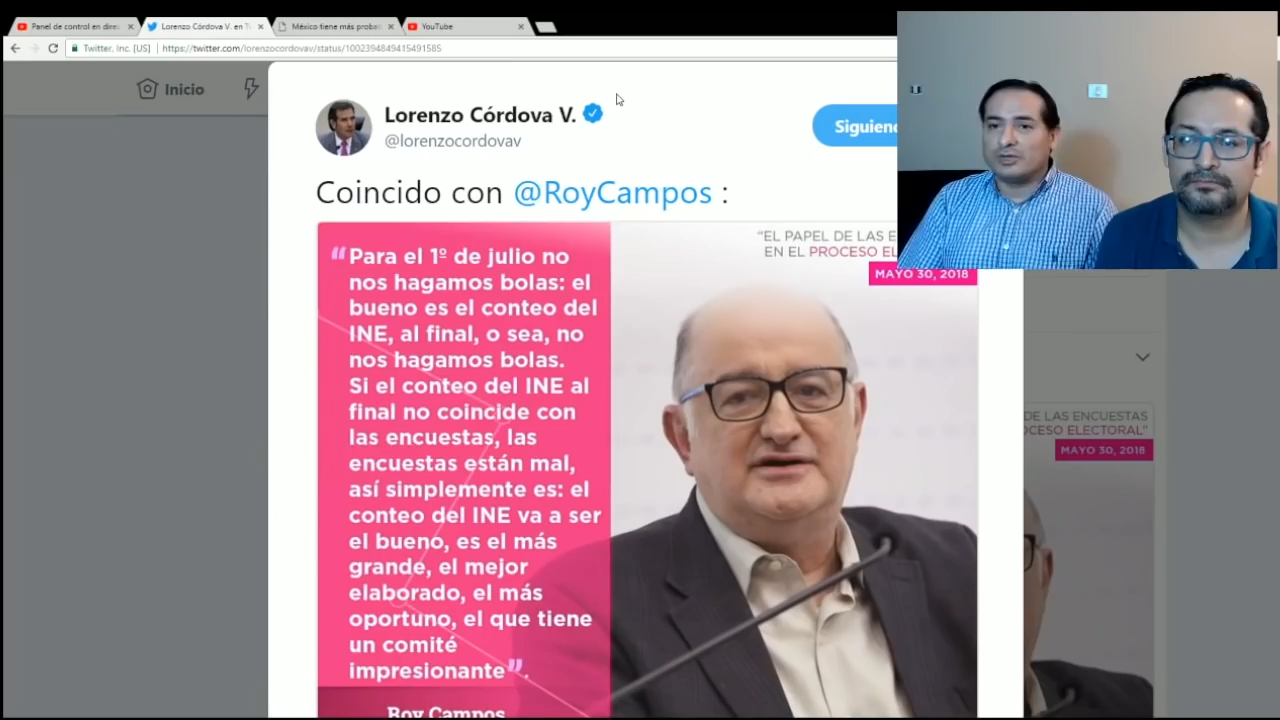 Panel de control en direc
Lorenzo Córdova V. en Tw
México tiene más probab
YouTube
Twitter, Inc. [US]
https://twitter.com/lorenzocordovav/status/1002394849415491585
Inicio
Lorenzo Córdova V.
@lorenzocordovav
Siguiend
Coincido con @RoyCampos :
“Para el 1º de julio no
nos hagamos bolas: el
bueno es el conteo del
INE, al final, o sea, no
nos hagamos bolas.
Si el conteo del INE al
final no coincide con
las encuestas, las
encuestas están mal,
así simplemente es: el
conteo del INE va a ser
el bueno, es el más
grande, el mejor
elaborado, el más
oportuno, el que tiene
un comité
impresionante”.
Roy Campos
“EL PAPEL DE LAS E
EN EL PROCESO EL
MAYO 30, 2018
DE LAS ENCUESTAS
OCESO ELECTORAL”
MAYO 30, 2018